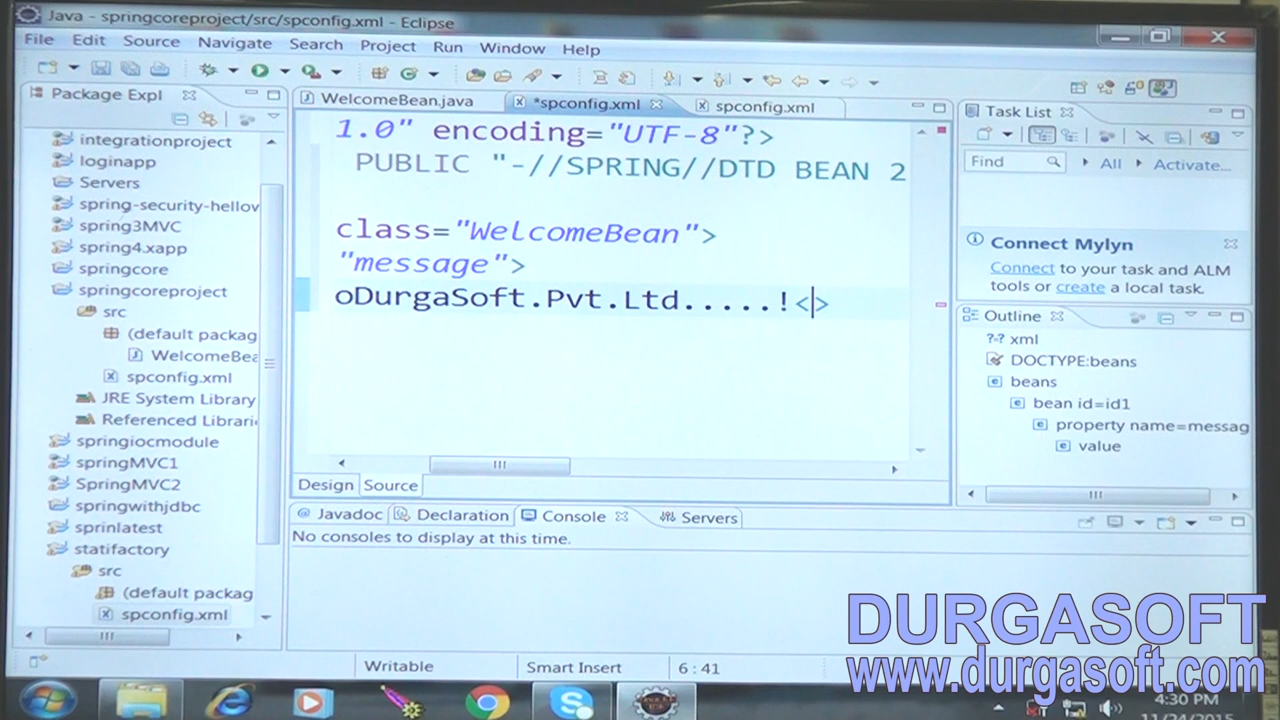 Java - springcoreproject/src/spconfig.xml - Eclipse
File Edit Source Navigate Search Project Run Window Help
Package Expl
WelcomeBean.java
*spconfig.xml
spconfig.xml
Task List
integrationproject
loginapp
Servers
spring-security-hellov
spring3MVC
spring4.xapp
springcore
springcoreproject
src
(default packag
WelcomeBea
spconfig.xml
JRE System Library
Referenced Librari
springiocmodule
springMVC1
SpringMVC2
springwithjdbc
sprinlatest
statifactory
src
(default packag
spconfig.xml
1.0" encoding="UTF-8"?>
PUBLIC "-//SPRING//DTD BEAN 2
class="WelcomeBean">
"message">
oDurgaSoft.Pvt.Ltd.....!<>
Design Source
Find All Activate...
Connect Mylyn
Connect to your task and ALM
tools or create a local task.
Outline
xml
DOCTYPE:beans
beans
bean id=id1
property name=messag
value
Javadoc Declaration Console Servers
No consoles to display at this time.
Writable Smart Insert 6 : 41
DURGASOFT
www.durgasoft.com
4:30 PM